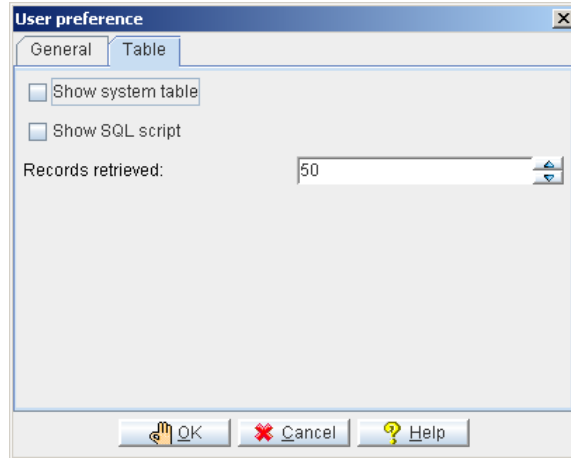 User preference
General Table
Show system table
Show SQL script
Records retrieved: 50
OK Cancel Help